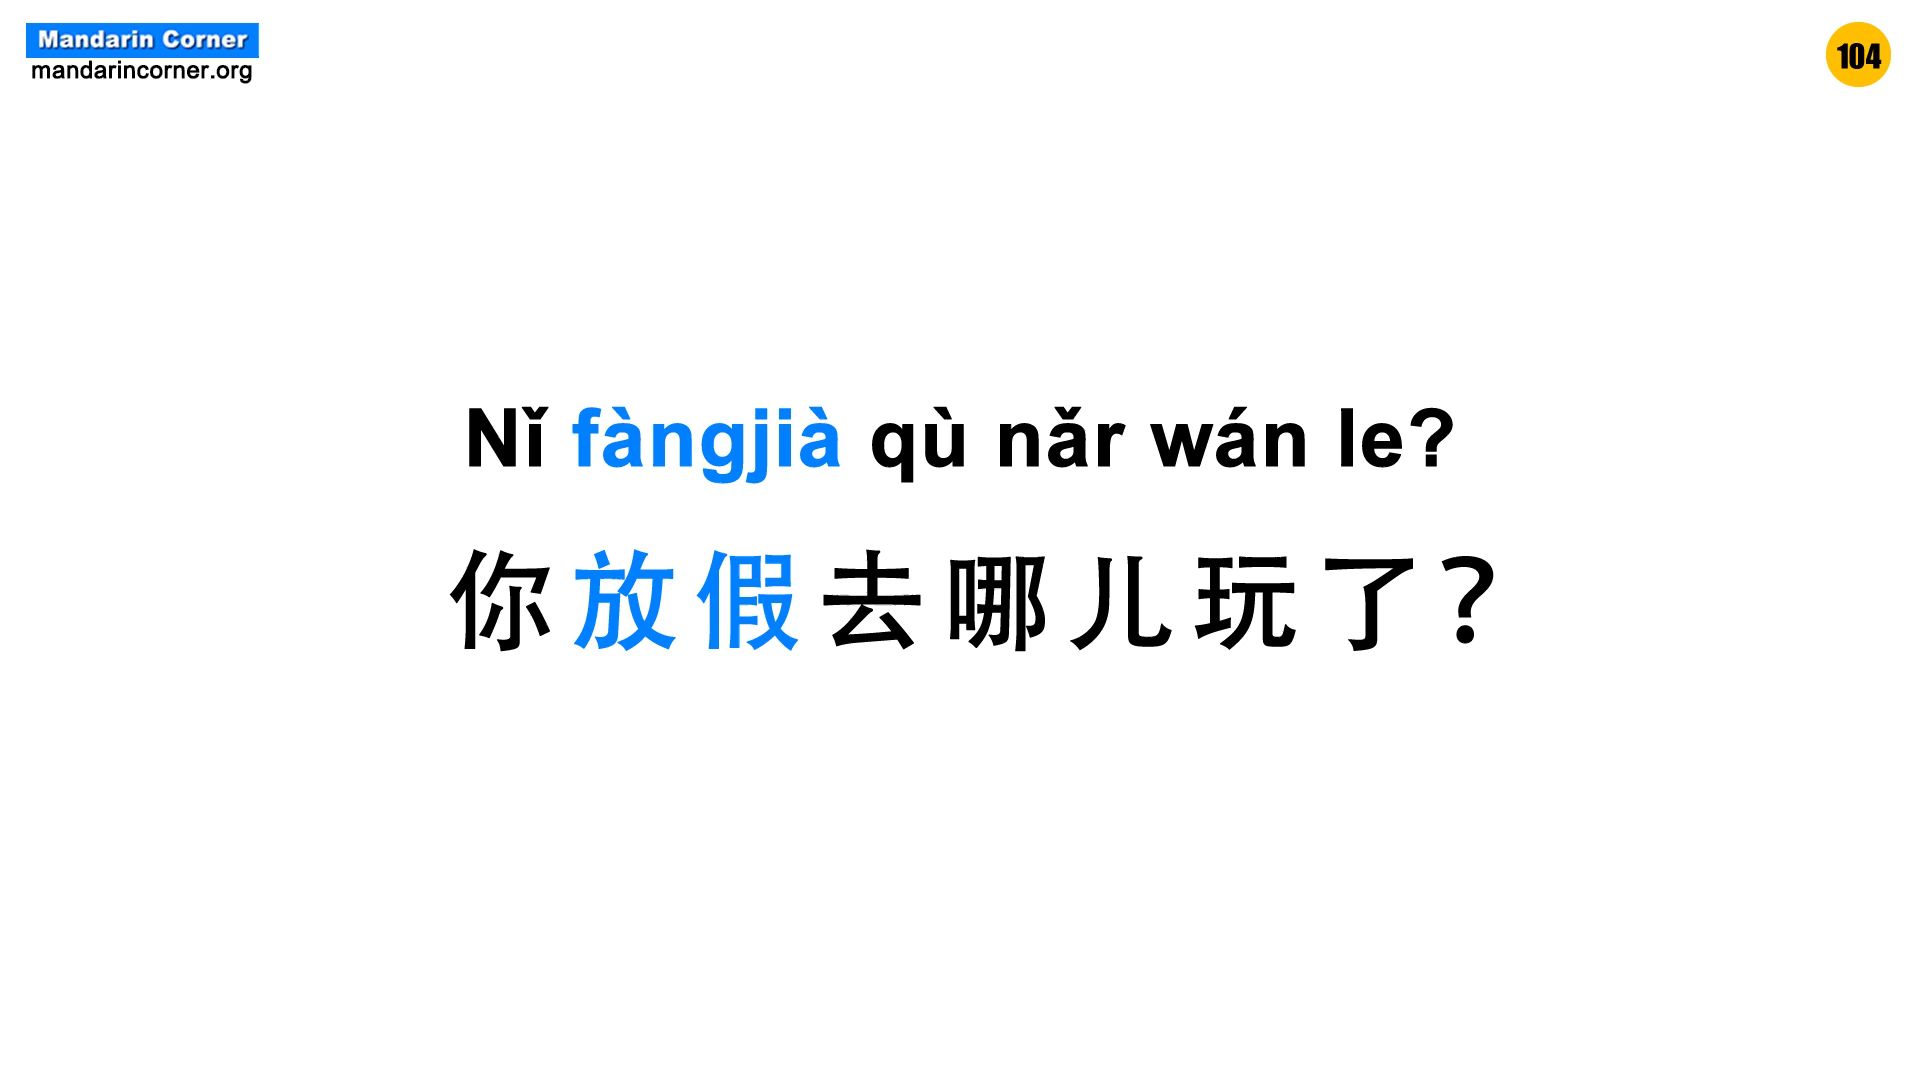 Mandarin Corner
mandarincorner.org
104
Nǐ fàngjià qù nǎr wán le?
你放假去哪儿玩了?